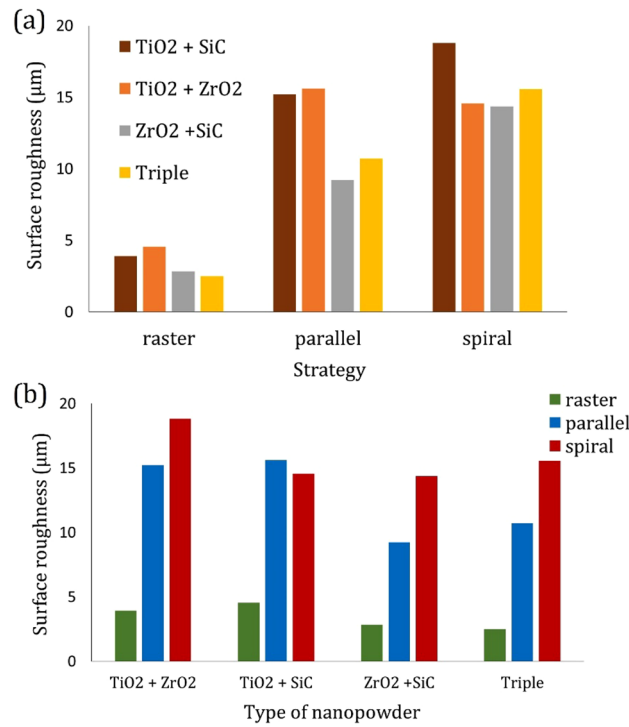 (a)
20
15
10
5
0
Surface roughness (µm)
TiO2 + SiC
TiO2 + ZrO2
ZrO2 +SiC
Triple
raster parallel spiral
Strategy
(b)
20
15
10
5
0
Surface roughness (µm)
raster
parallel
spiral
TiO2 + ZrO2 TiO2 + SiC ZrO2 +SiC Triple
Type of nanopowder